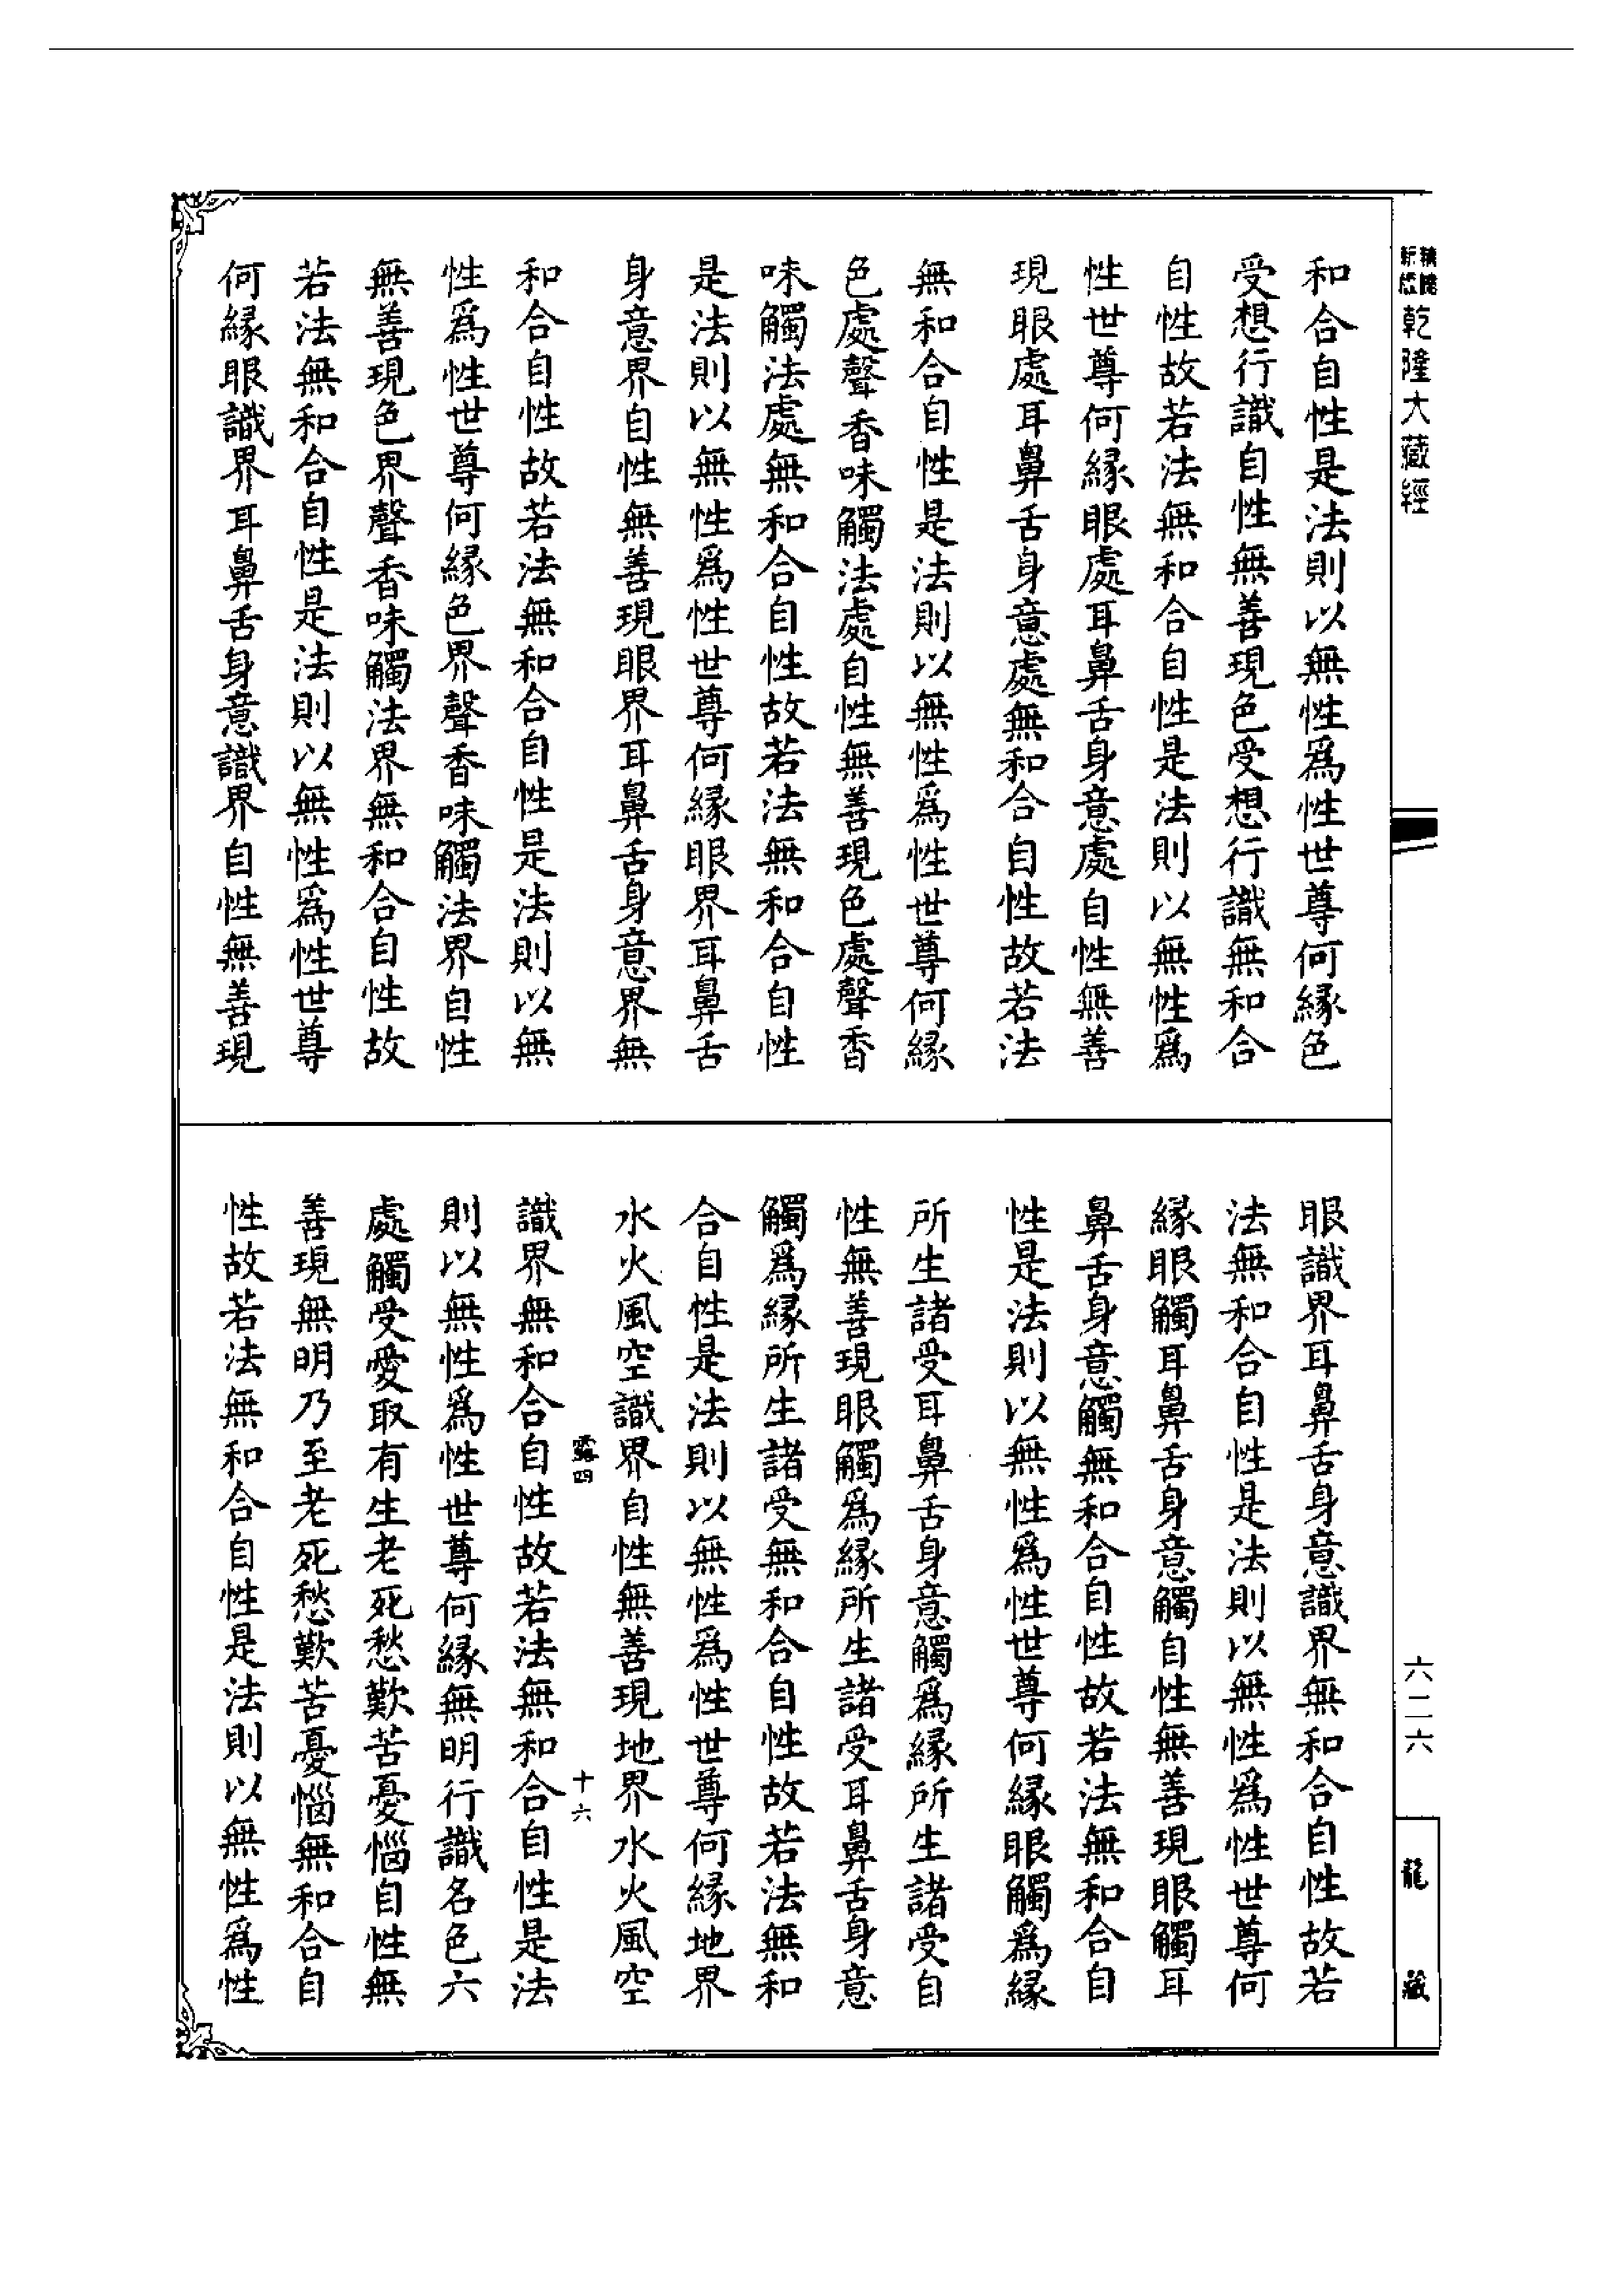 乾隆大藏經
和合自性是法則以無性爲性世尊何緣色
受想行識自性無善現色受想行識無和合
自性故若法無和合自性是法則以無性爲
性世尊何緣眼處耳鼻舌身意處自性無善
現眼處耳鼻舌身意處無和合自性故若法
無和合自性是法則以無性爲性世尊何緣
色處聲香味觸法處自性無善現色處聲香
味觸法處無和合自性故若法無和合自性
是法則以無性爲性世尊何緣眼界耳鼻舌
身意界自性無善現眼界耳鼻舌身意界無
和合自性故若法無和合自性是法則以無
性爲性世尊何緣色界聲香味觸法界自性
無善現色界聲香味觸法界無和合自性故
若法無和合自性是法則以無性爲性世尊
何緣眼識界耳鼻舌身意識界自性無善現
眼識界耳鼻舌身意識界無和合自性故若
法無和合自性是法則以無性爲性世尊何
緣眼觸耳鼻舌身意觸自性無善現眼觸耳
鼻舌身意觸無和合自性故若法無和合自
性是法則以無性爲性世尊何緣眼觸爲緣
所生諸受耳鼻舌身意觸爲緣所生諸受自
性無善現眼觸爲緣所生諸受耳鼻舌身意
觸爲緣所生諸受無和合自性故若法無和
合自性是法則以無性爲性世尊何緣地界
水火風空識界自性無善現地界水火風空
露四
十六
識界無和合自性故若法無和合自性是法
則以無性爲性世尊何緣無明行識名色六
處觸受愛取有生老死愁歎苦憂惱自性無
善現無明乃至老死愁歎苦憂惱無和合自
性故若法無和合自性是法則以無性爲性
六二六
龍藏